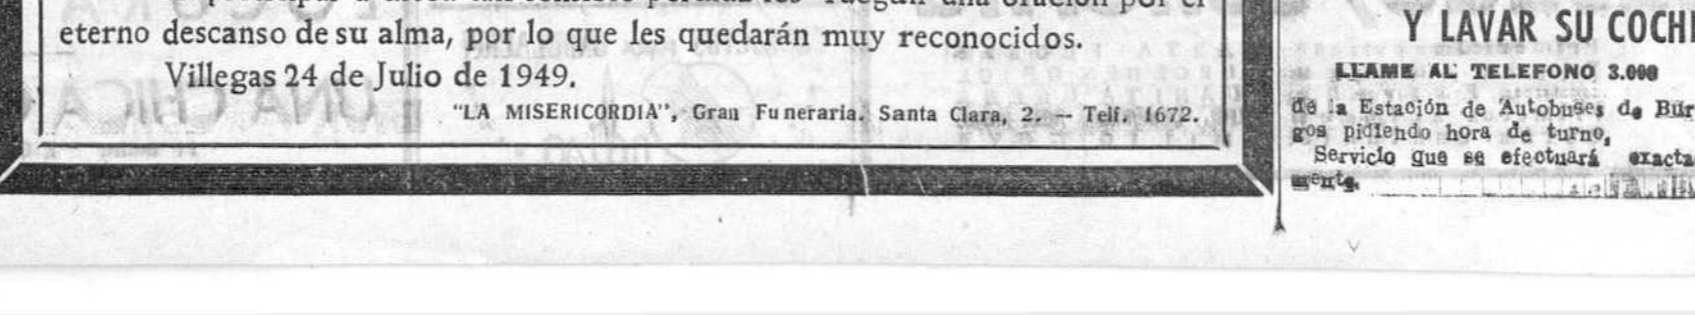 eterno descanso de su alma, por lo que les quedarán muy reconocidos.
Villegas 24 de Julio de 1949.
"LA MISERICORDIA", Gran Funeraria. Santa Clara, 2. — Telf. 1672.
Y LAVAR SU COCHE
LLAME AL TELEFONO 3.000
de la Estación de Autobuses de Bur
gos pidiendo hora de turno,
Servicio que se efectuará exacta
mente.